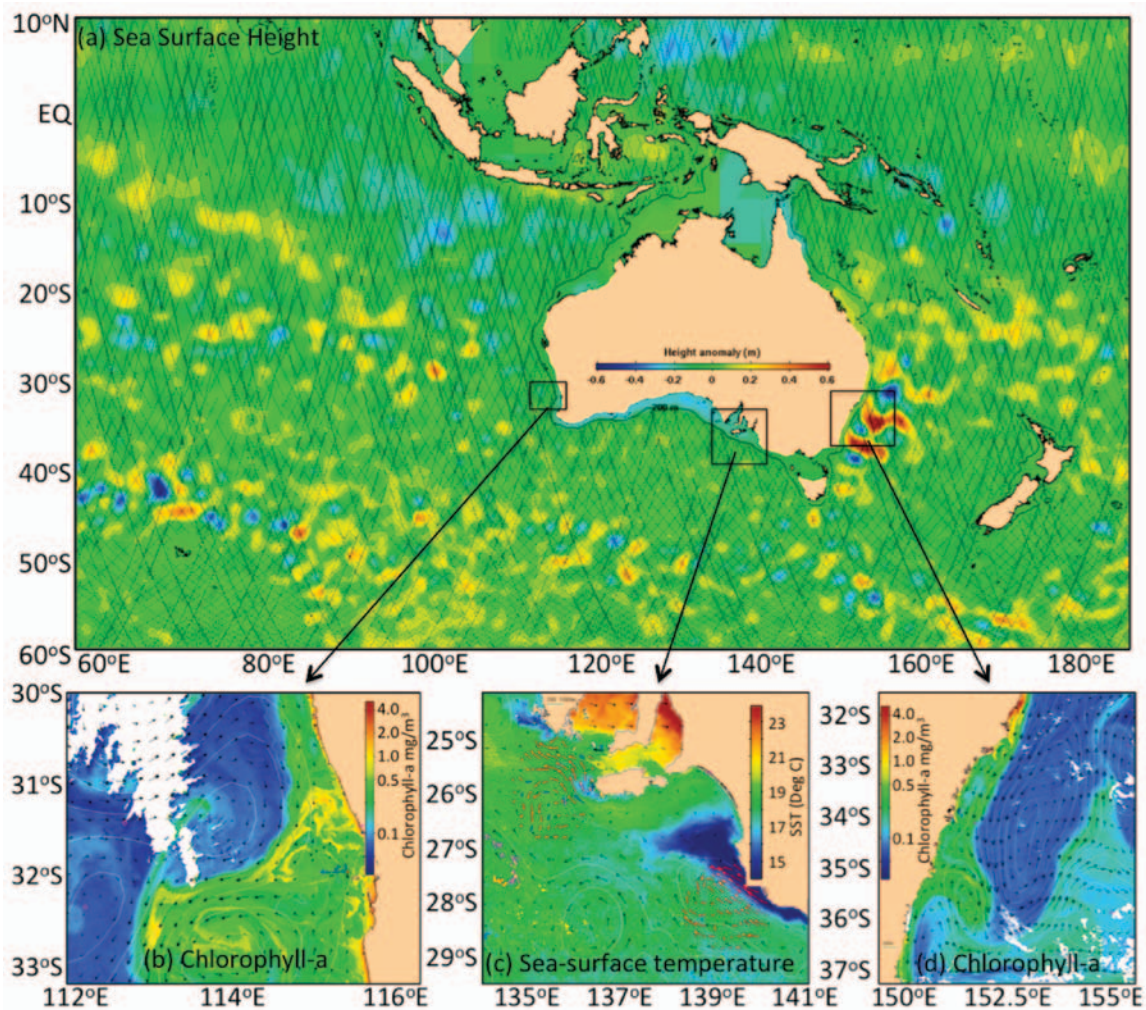 10°N
(a) Sea Surface Height
EQ
10°S
20°S
30°S
40°S
50°S
60°S
Height anomaly (m)
-0.6 -0.4 -0.2 0 0.2 0.4 0.6
60°E 80°E 100°E 120°E 140°E 160°E 180°E
30°S
31°S
32°S
33°S
4.0
2.0
1.0
0.5
0.1
Chlorophyll-a mg/m³
(b) Chlorophyll-a
112°E 114°E 116°E
25°S
26°S
27°S
28°S
29°S
23
21
19
17
15
SST (Deg C)
(c) Sea-surface temperature
135°E 137°E 139°E 141°E
32°S
33°S
34°S
35°S
36°S
37°S
4.0
2.0
1.0
0.5
0.1
Chlorophyll-a mg/m³
(d) Chlorophyll-a
150°E 152.5°E 155°E